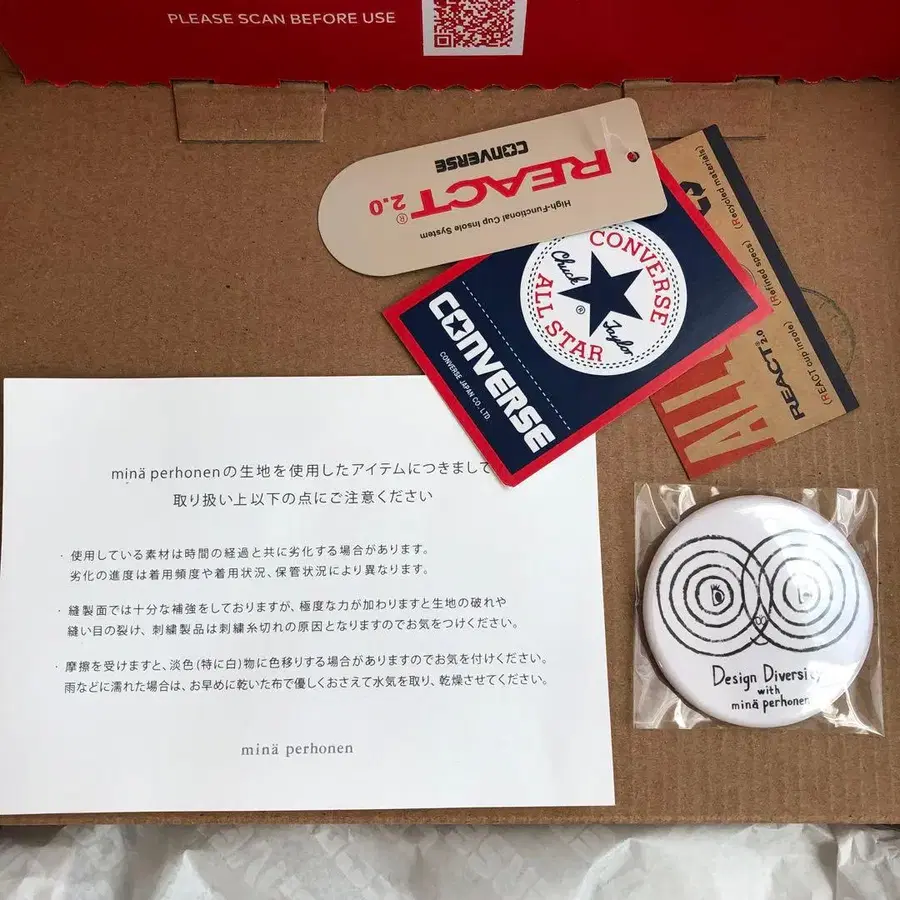 PLEASE SCAN BEFORE USE
CONVERSE
REACT® 2.0
High-Functional Cup Insole System
CONVERSE
Chuck
Taylor
®
ALL STAR
CONVERSE
CONVERSE JAPAN CO., LTD.
(Recycled materials)
(Refined specs)
REACT® 2.0
(REACT cup insole)
ALL
minä perhonenの生地を使用したアイテムにつきまして
取り扱い上以下の点にご注意ください
・使用している素材は時間の経過と共に劣化する場合があります。
劣化の進度は着用頻度や着用状況、保管状況により異なります。
・縫製面では十分な補強をしておりますが、極度な力が加わりますと生地の破れや
縫い目の裂け、刺繍製品は刺繍糸切れの原因となりますのでお気をつけください。
・摩擦を受けますと、淡色(特に白)物に色移りする場合がありますのでお気を付けください。
雨などに濡れた場合は、お早めに乾いた布で優しくおさえて水気を取り、乾燥させてください。
minä perhonen
Design Diversity
with
minä perhonen